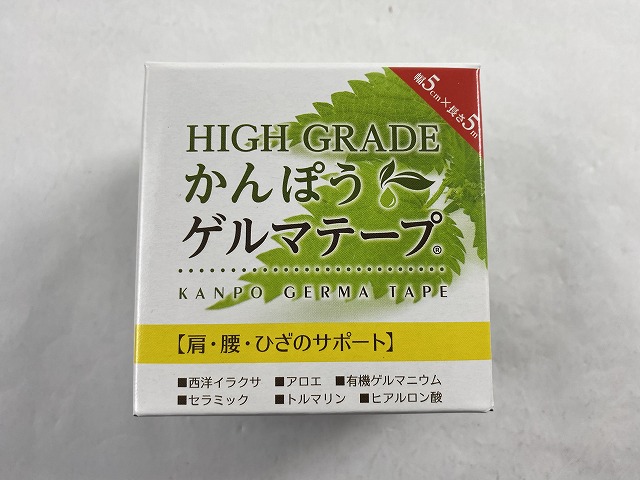 幅5cm×長さ5m
HIGH GRADE
かんぽう
ゲルマテープ®
KANPO GERMA TAPE
【肩・腰・ひざのサポート】
■西洋イラクサ ■アロエ ■有機ゲルマニウム
■セラミック ■トルマリン ■ヒアルロン酸